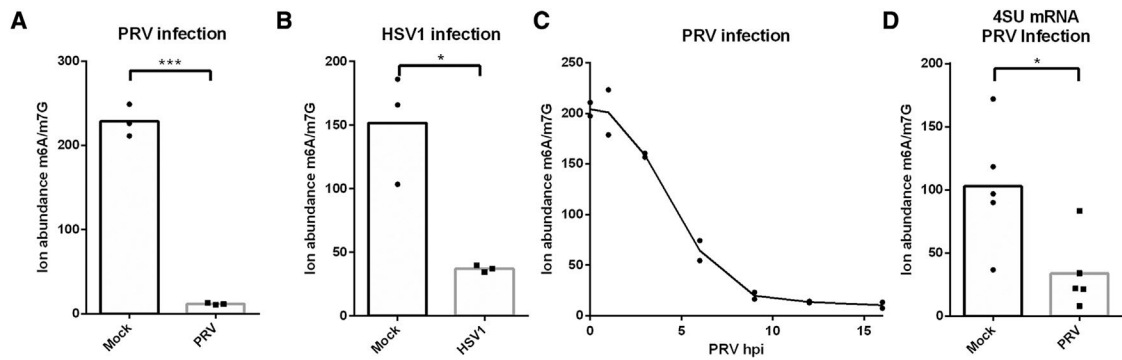 A
PRV infection
Ion abundance m6A/m7G
300
200
100
0
***
Mock
PRV
B
HSV1 infection
Ion abundance m6A/m7G
200
150
100
50
0
*
Mock
HSV1
C
PRV infection
Ion abundance m6A/m7G
250
200
150
100
50
0
0
5
10
15
PRV hpi
D
4SU mRNA
PRV Infection
Ion abundance m6A/m7G
200
150
100
50
0
*
Mock
PRV